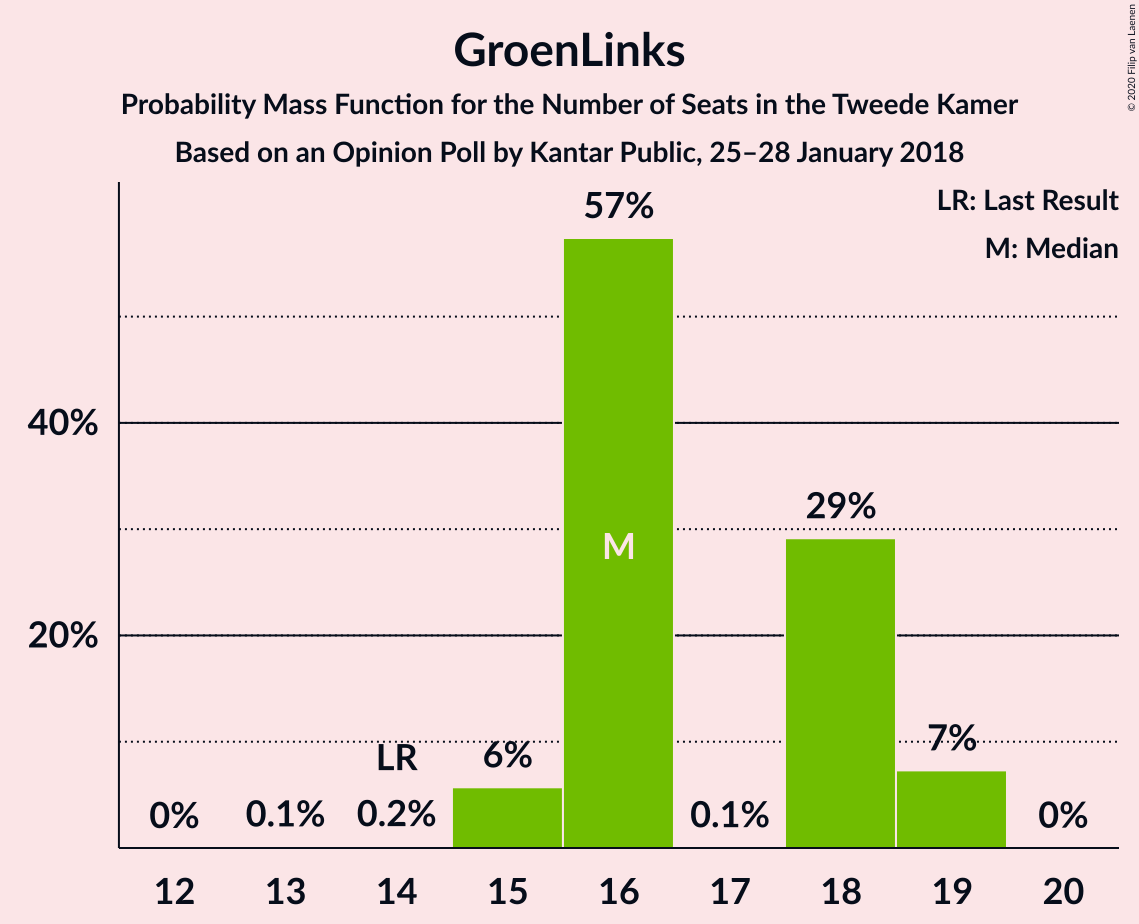 GroenLinks
Probability Mass Function for the Number of Seats in the Tweede Kamer
Based on an Opinion Poll by Kantar Public, 25–28 January 2018
© 2020 Filip van Laenen
LR: Last Result
M: Median
57%
40%
29%
M
20%
7%
LR
6%
0%
0.1%
0.2%
0.1%
0%
12
13
14
15
16
17
18
19
20